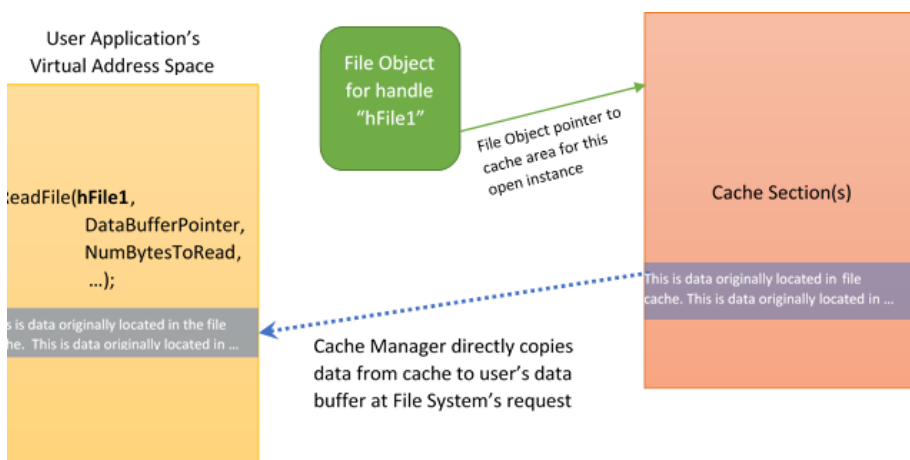 User Application's
Virtual Address Space
File Object
for handle
"hFile1"
File Object pointer to
cache area for this
open instance
Cache Section(s)
eadFile(hFile1,
DataBufferPointer,
NumBytesToRead,
...);
This is data originally located in file
cache. This is data originally located in ...
s is data originally located in the file
he. This is data originally located in ...
Cache Manager directly copies
data from cache to user's data
buffer at File System's request